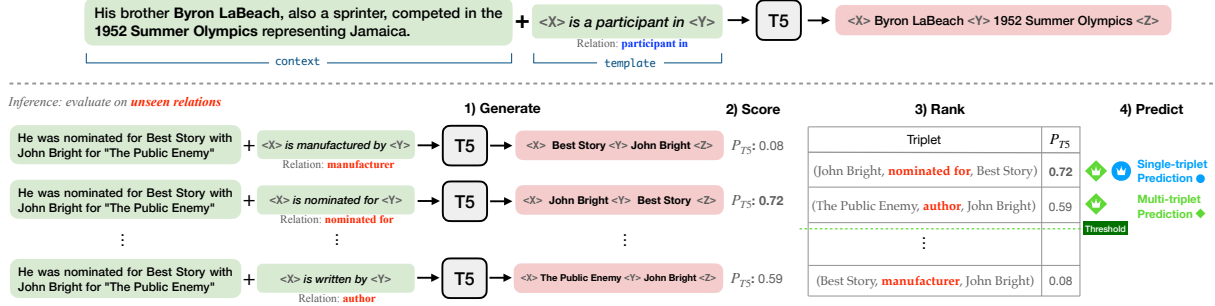 His brother Byron LaBeach, also a sprinter, competed in the
1952 Summer Olympics representing Jamaica.
+
<X> is a participant in <Y>
Relation: participant in
T5
<X> Byron LaBeach <Y> 1952 Summer Olympics <Z>
context
template
Inference: evaluate on unseen relations
1) Generate
2) Score
3) Rank
4) Predict
He was nominated for Best Story with
John Bright for "The Public Enemy"
+
<X> is manufactured by <Y>
Relation: manufacturer
T5
<X> Best Story <Y> John Bright <Z>
P_T5: 0.08
He was nominated for Best Story with
John Bright for "The Public Enemy"
+
<X> is nominated for <Y>
Relation: nominated for
T5
<X> John Bright <Y> Best Story <Z>
P_T5: 0.72
⋮
⋮
⋮
He was nominated for Best Story with
John Bright for "The Public Enemy"
+
<X> is written by <Y>
Relation: author
T5
<X> The Public Enemy <Y> John Bright <Z>
P_T5: 0.59
Triplet P_T5
(John Bright, nominated for, Best Story) 0.72
(The Public Enemy, author, John Bright) 0.59
⋮
(Best Story, manufacturer, John Bright) 0.08
Single-triplet
Prediction
Multi-triplet
Prediction
Threshold